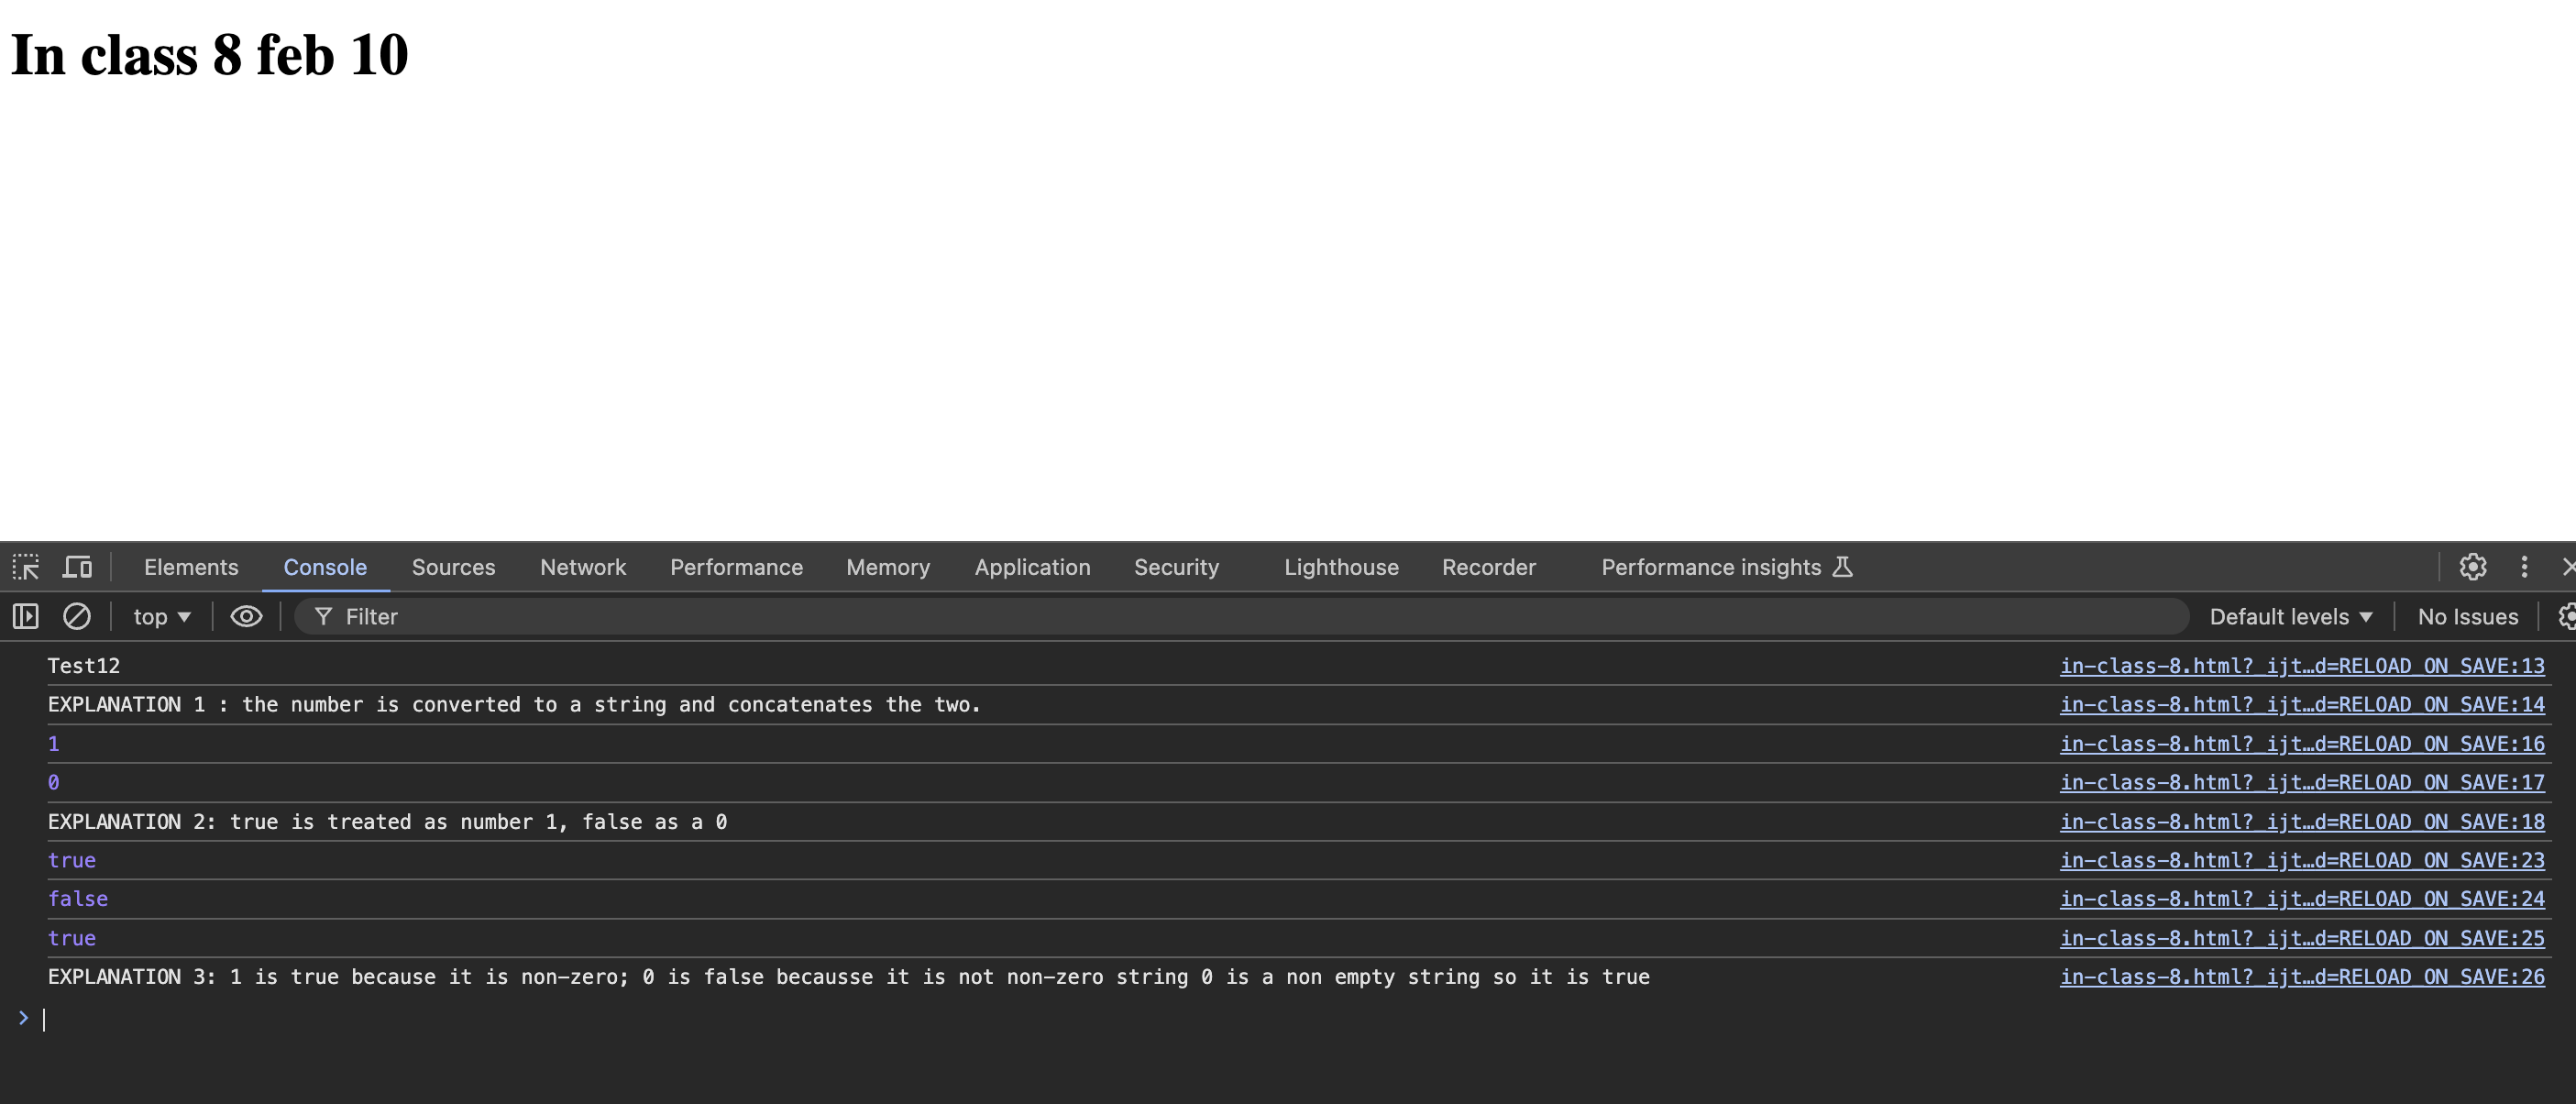 In class 8 feb 10
Elements Console Sources Network Performance Memory Application Security Lighthouse Recorder Performance insights
top Filter Default levels No Issues
Test12 in-class-8.html?_ijt…d=RELOAD_ON_SAVE:13
EXPLANATION 1 : the number is converted to a string and concatenates the two. in-class-8.html?_ijt…d=RELOAD_ON_SAVE:14
1 in-class-8.html?_ijt…d=RELOAD_ON_SAVE:16
0 in-class-8.html?_ijt…d=RELOAD_ON_SAVE:17
EXPLANATION 2: true is treated as number 1, false as a 0 in-class-8.html?_ijt…d=RELOAD_ON_SAVE:18
true in-class-8.html?_ijt…d=RELOAD_ON_SAVE:23
false in-class-8.html?_ijt…d=RELOAD_ON_SAVE:24
true in-class-8.html?_ijt…d=RELOAD_ON_SAVE:25
EXPLANATION 3: 1 is true because it is non-zero; 0 is false becausse it is not non-zero string 0 is a non empty string so it is true in-class-8.html?_ijt…d=RELOAD_ON_SAVE:26